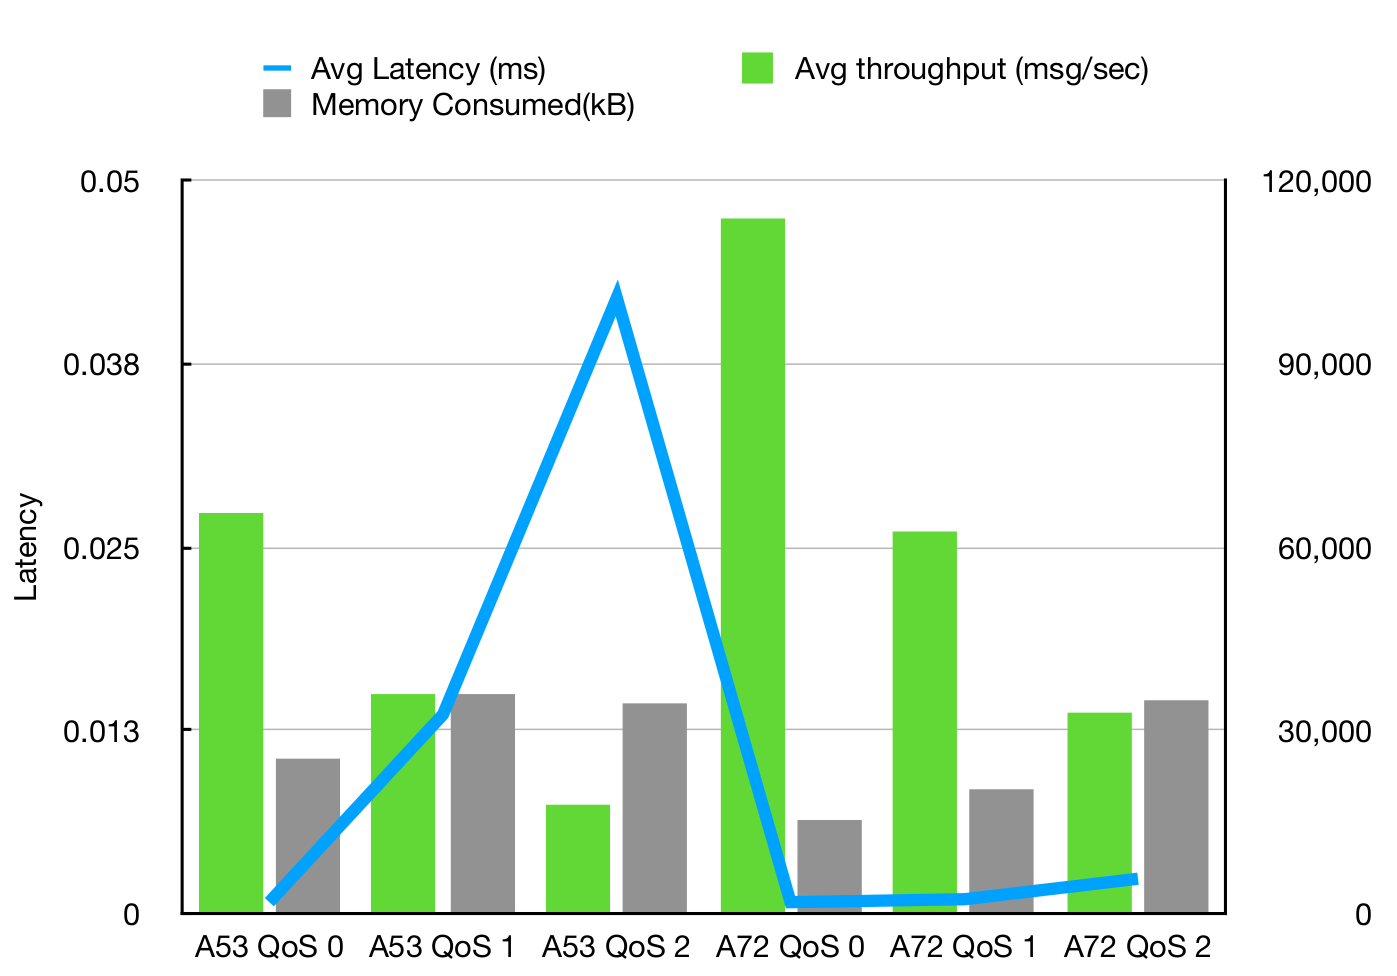 Avg Latency (ms)
Avg throughput (msg/sec)
Memory Consumed(kB)
0.05
120,000
0.038
90,000
Latency
0.025
60,000
0.013
30,000
0
0
A53 QoS 0
A53 QoS 1
A53 QoS 2
A72 QoS 0
A72 QoS 1
A72 QoS 2